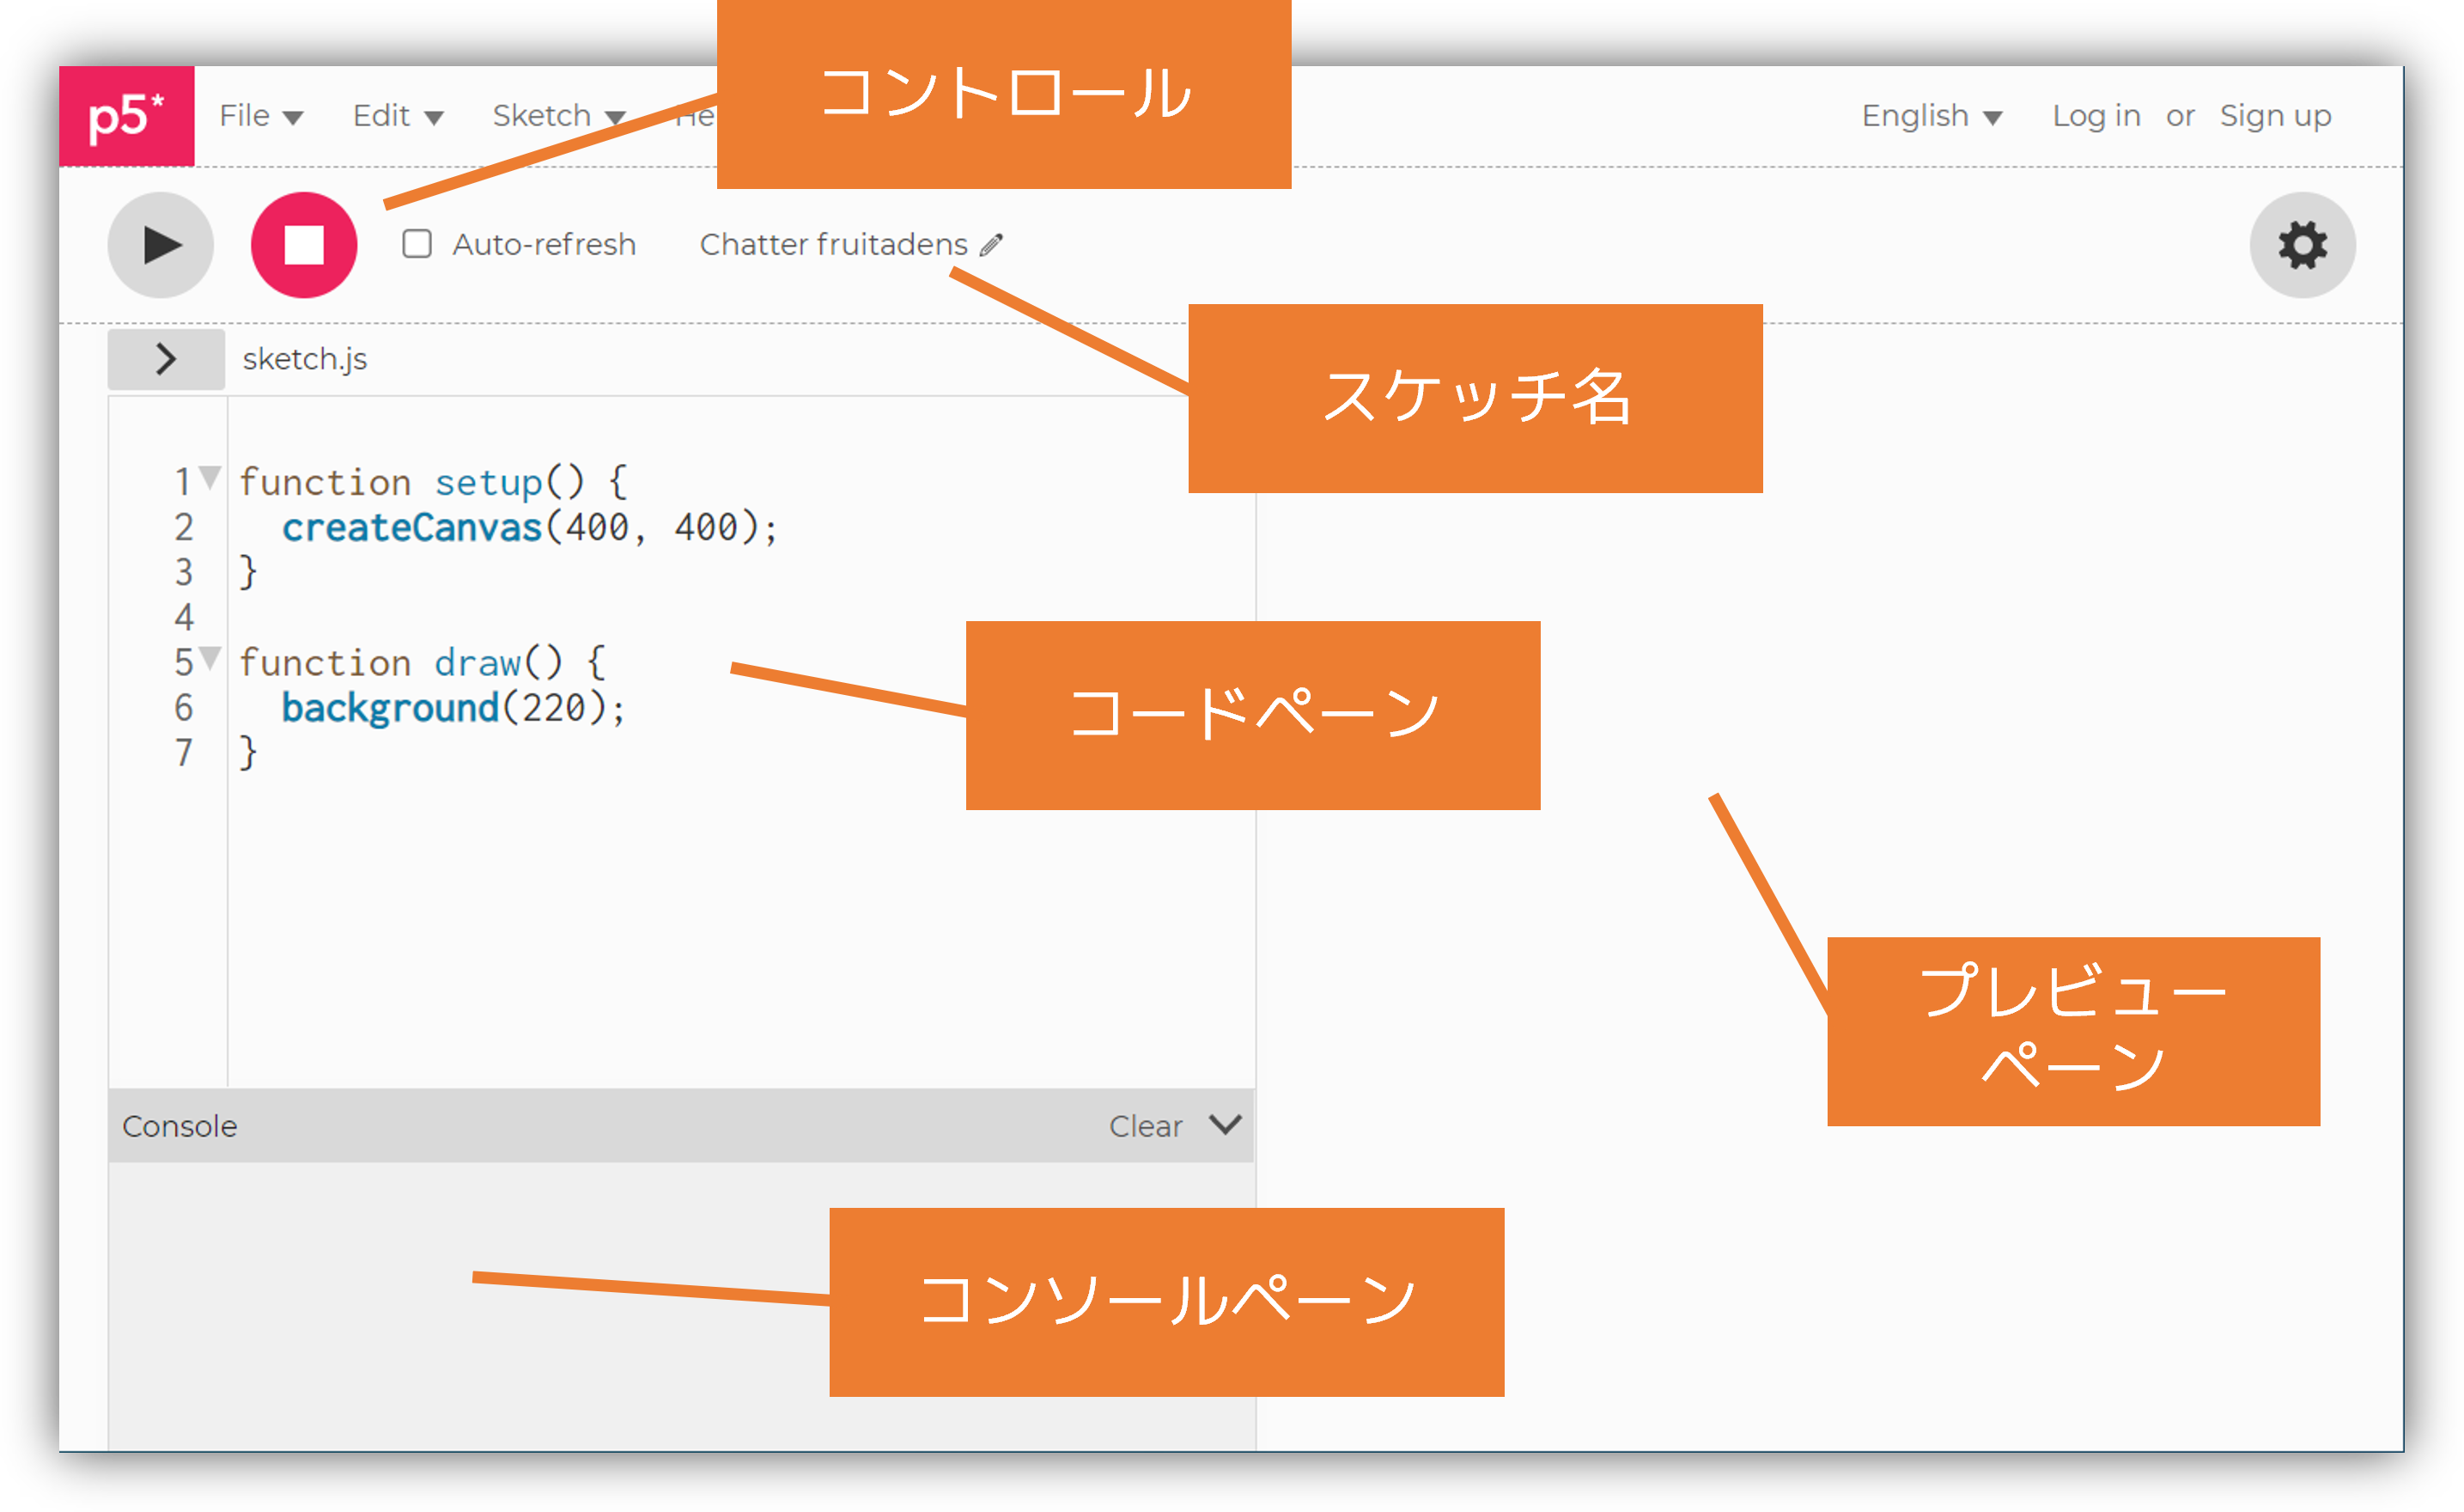 コントロール
p5* File Edit Sketch He English Log in or Sign up
Auto-refresh Chatter fruitadens
スケッチ名
sketch.js
1 function setup() {
2 createCanvas(400, 400);
3 }
4
5 function draw() {
6 background(220);
7 }
コードペーン
プレビュー
ペーン
Console Clear
コンソールペーン